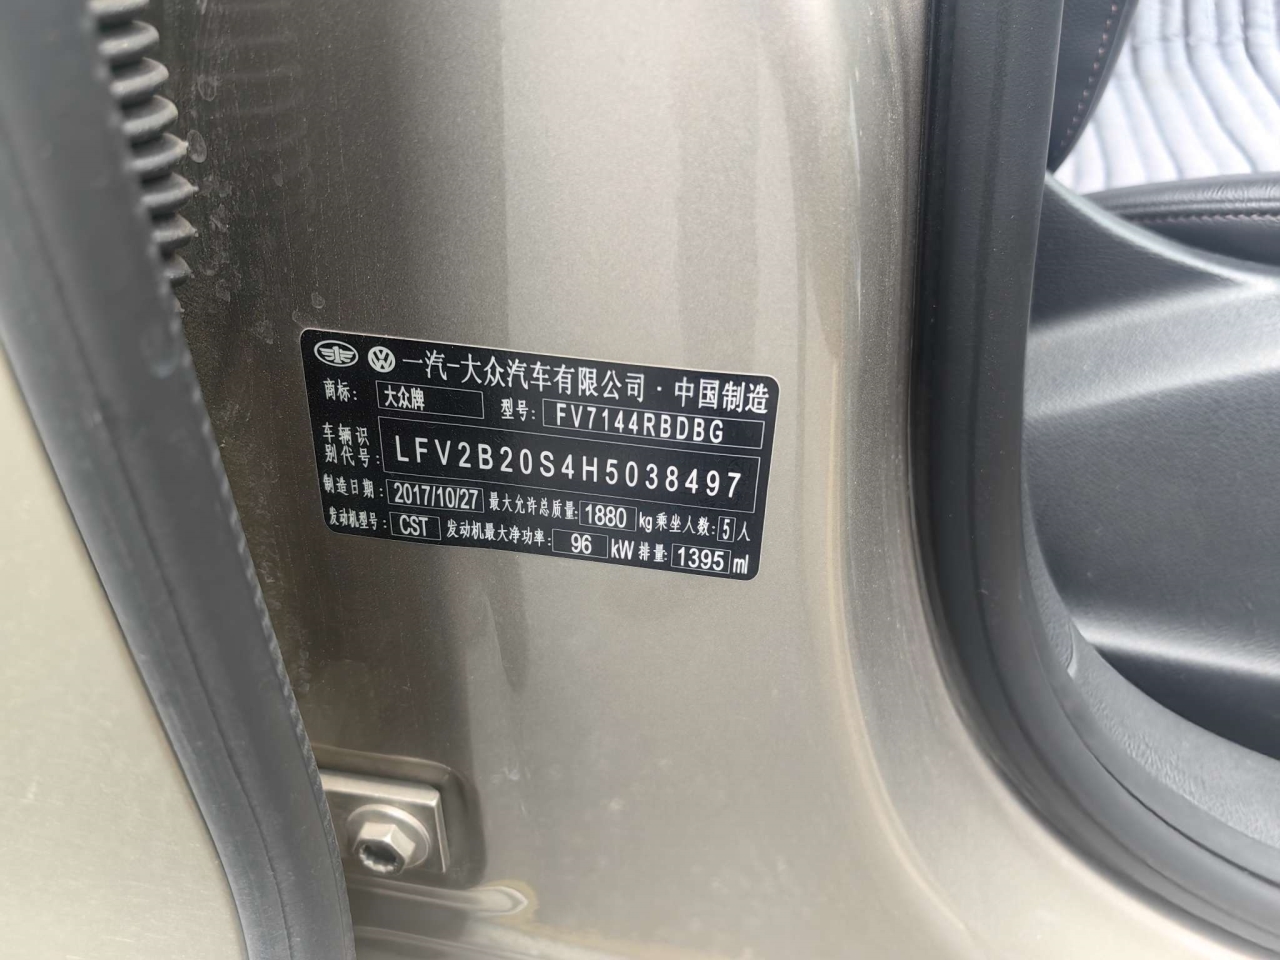 一汽-大众汽车有限公司·中国制造
商标: 大众牌 型号: FV7144RBDBG
车辆识别代号: LFV2B20S4H5038497
制造日期: 2017/10/27 最大允许总质量: 1880 kg 乘坐人数: 5 人
发动机型号: CST 发动机最大净功率: 96 kW 排量: 1395 ml